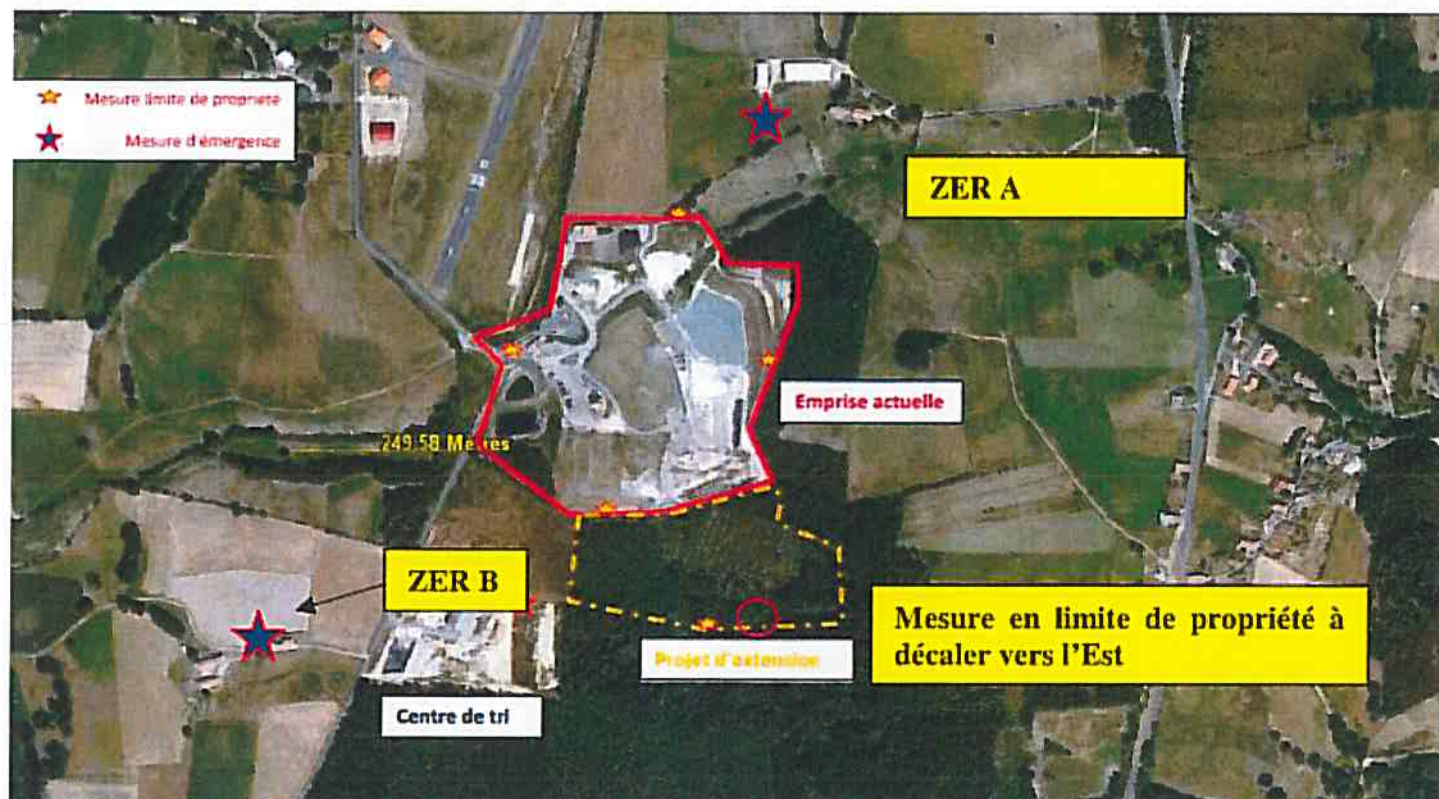 Mesure limite de propriété
Mesure d'émergence
ZER A
Emprise actuelle
249.58 Mètres
ZER B
Mesure en limite de propriété à
décaler vers l'Est
Projet d'extension
Centre de tri